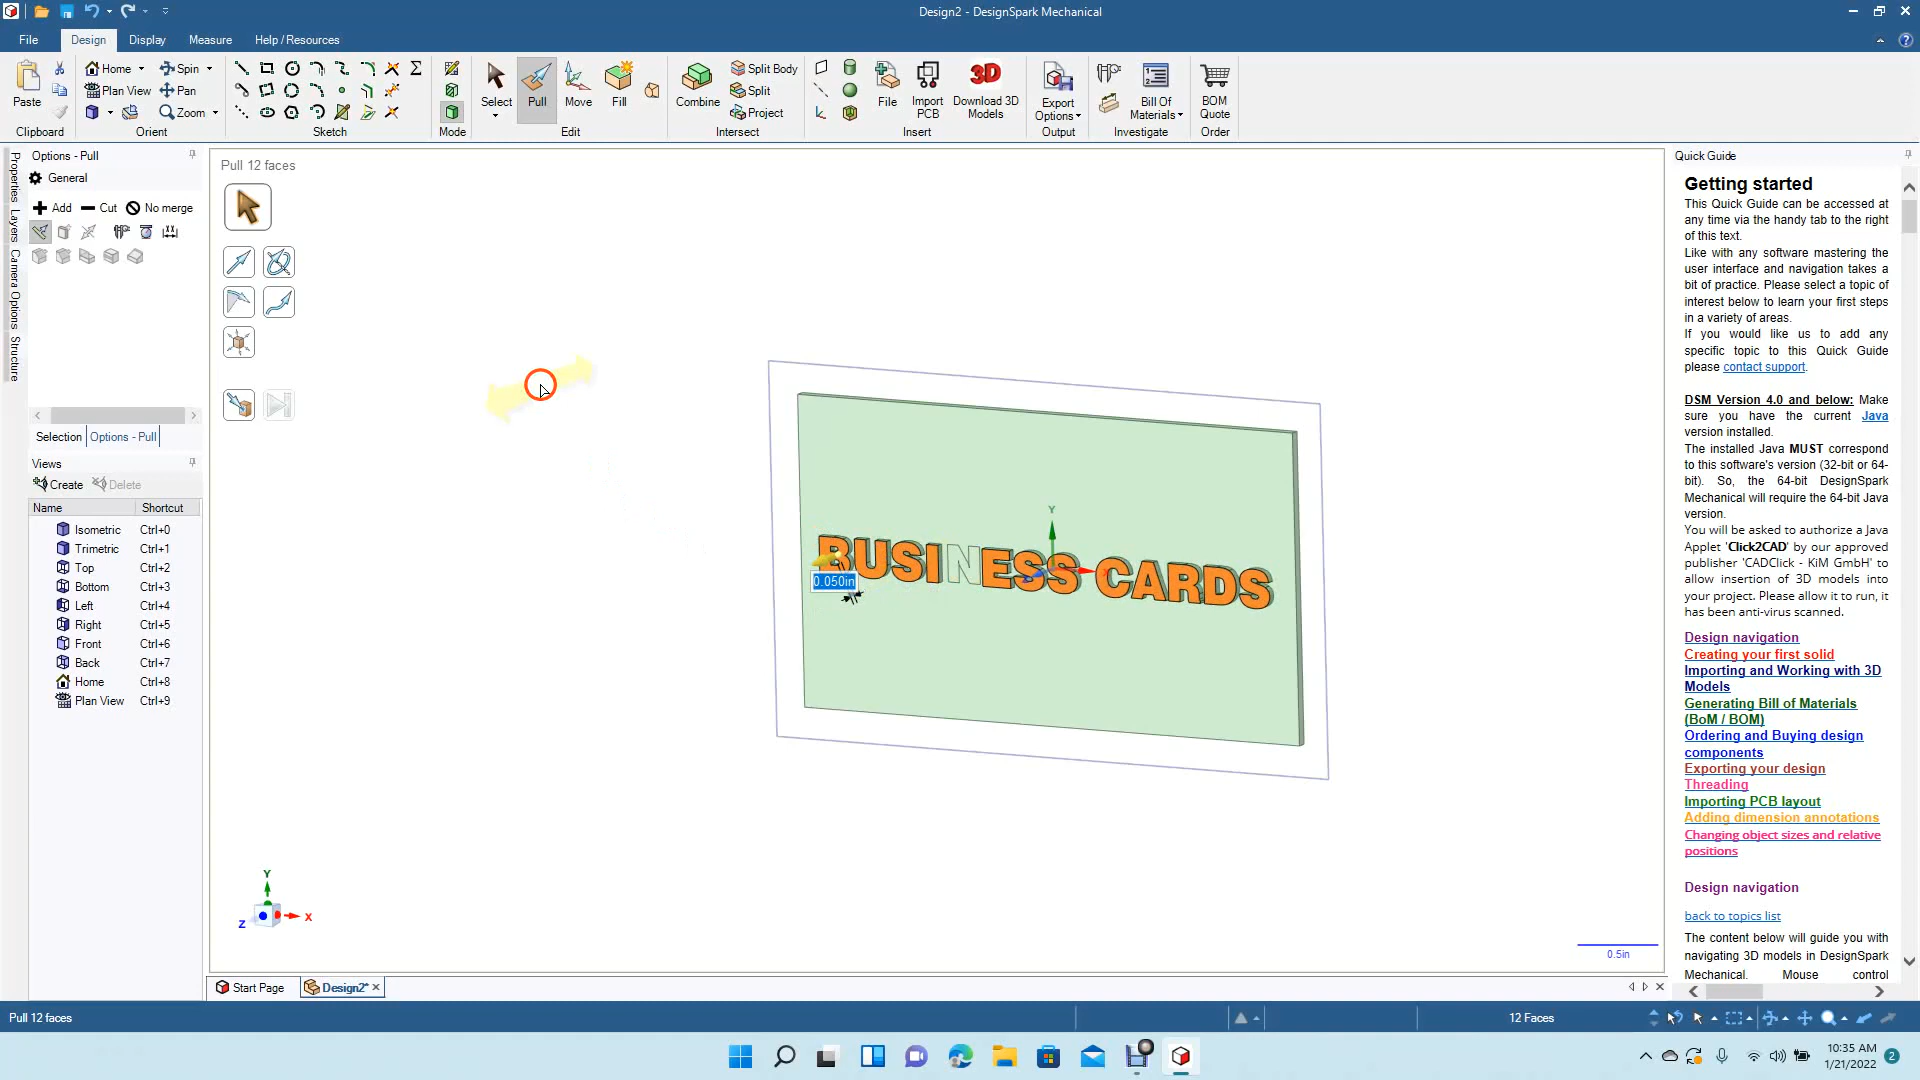 Design2 - DesignSpark Mechanical
File Design Display Measure Help / Resources
Paste
Clipboard
Home Spin
Plan View Pan
Zoom
Orient
Sketch
Mode
Select Pull Move Fill
Edit
Combine
Split Body
Split
Project
Intersect
File Import PCB Download 3D Models
Insert
Export Options
Output
Bill Of Materials
Investigate
BOM Quote
Order
Properties Layers Camera Options Structure
Options - Pull
General
Add Cut No merge
Selection Options - Pull
Views
Create Delete
Name Shortcut
Isometric Ctrl+0
Trimetric Ctrl+1
Top Ctrl+2
Bottom Ctrl+3
Left Ctrl+4
Right Ctrl+5
Front Ctrl+6
Back Ctrl+7
Home Ctrl+8
Plan View Ctrl+9
Pull 12 faces
Y
BUSINESS CARDS
0.050in
Y
Z X
0.5in
Start Page Design2*
Quick Guide
Getting started
This Quick Guide can be accessed at
any time via the handy tab to the right
of this text.
Like with any software mastering the
user interface and navigation takes a
bit of practice. Please select a topic of
interest below to learn your first steps
in a variety of areas.
If you would like us to add any
specific topic to this Quick Guide
please contact support.
DSM Version 4.0 and below: Make
sure you have the current Java
version installed.
The installed Java MUST correspond
to this software's version (32-bit or 64-
bit). So, the 64-bit DesignSpark
Mechanical will require the 64-bit Java
version.
You will be asked to authorize a Java
Applet 'Click2CAD' by our approved
publisher 'CADClick - KiM GmbH' to
allow insertion of 3D models into
your project. Please allow it to run, it
has been anti-virus scanned.
Design navigation
Creating your first solid
Importing and Working with 3D
Models
Generating Bill of Materials
(BoM / BOM)
Ordering and Buying design
components
Exporting your design
Threading
Importing PCB layout
Adding dimension annotations
Changing object sizes and relative
positions
Design navigation
back to topics list
The content below will guide you with
navigating 3D models in DesignSpark
Mechanical. Mouse control
Pull 12 faces
12 Faces
10:35 AM
1/21/2022
2